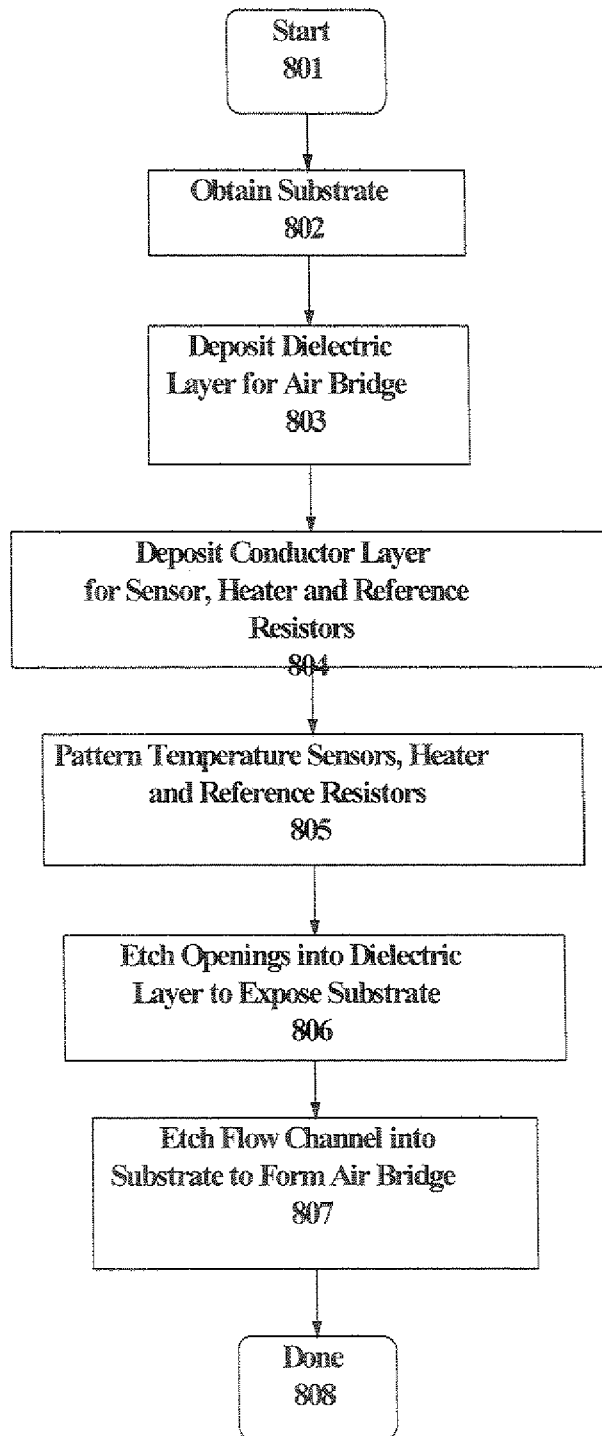 Start
801
Obtain Substrate
802
Deposit Dielectric
Layer for Air Bridge
803
Deposit Conductor Layer
for Sensor, Heater and Reference
Resistors
804
Pattern Temperature Sensors, Heater
and Reference Resistors
805
Etch Openings into Dielectric
Layer to Expose Substrate
806
Etch Flow Channel into
Substrate to Form Air Bridge
807
Done
808